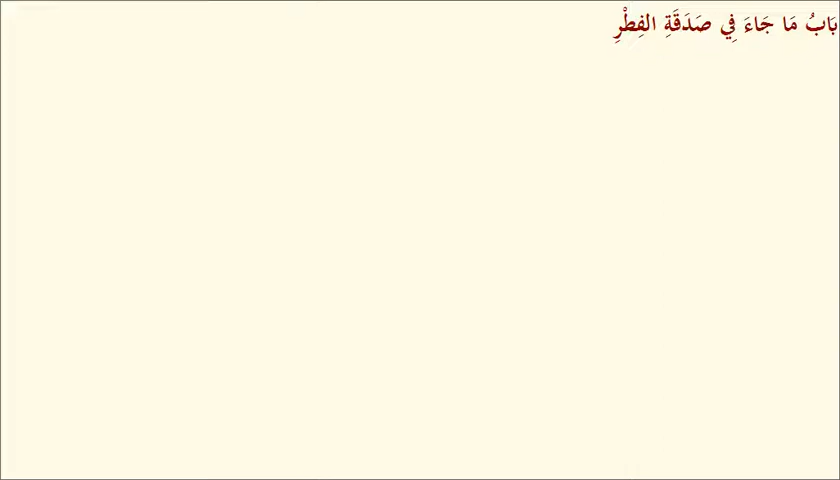 بَابُ مَا جَاءَ فِي صَدَقَةِ الفِطْرِ